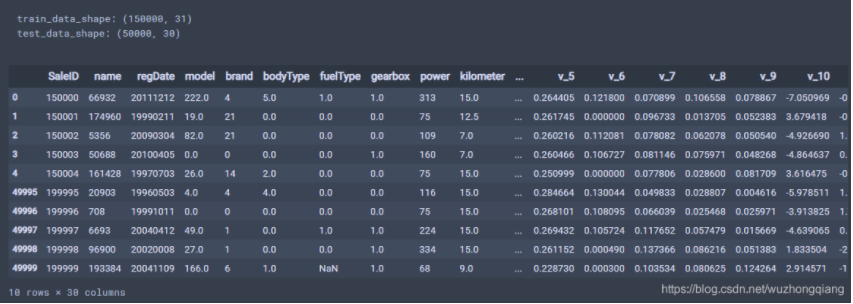 train_data_shape: (150000, 31)
test_data_shape: (50000, 30)
SaleID name regDate model brand bodyType fuelType gearbox power kilometer ... v_5 v_6 v_7 v_8 v_9 v_10
0 150000 66932 20111212 222.0 4 5.0 1.0 1.0 313 15.0 ... 0.264405 0.121800 0.070899 0.106558 0.078867 -7.050969 -0
1 150001 174960 19990211 19.0 21 0.0 0.0 0.0 75 12.5 ... 0.261745 0.000000 0.096733 0.013705 0.052383 3.679418 -0
2 150002 5356 20090304 82.0 21 0.0 0.0 0.0 109 7.0 ... 0.260216 0.112081 0.078082 0.062078 0.050540 -4.926690 1.
3 150003 50688 20100405 0.0 0 0.0 0.0 1.0 160 7.0 ... 0.260466 0.106727 0.081146 0.075971 0.048268 -4.864637 0.
4 150004 161428 19970703 26.0 14 2.0 0.0 0.0 75 15.0 ... 0.250999 0.000000 0.077806 0.028600 0.081709 3.616475 -0
49995 199995 20903 19960503 4.0 4 4.0 0.0 0.0 116 15.0 ... 0.284664 0.130044 0.049833 0.028807 0.004616 -5.978511 1.
49996 199996 708 19991011 0.0 0 0.0 0.0 0.0 75 15.0 ... 0.268101 0.108095 0.066039 0.025468 0.025971 -3.913825 1.
49997 199997 6693 20040412 49.0 1 0.0 1.0 1.0 224 15.0 ... 0.269432 0.105724 0.117652 0.057479 0.015669 -4.639065 0.
49998 199998 96900 20020008 27.0 1 0.0 0.0 1.0 334 15.0 ... 0.261152 0.000490 0.137366 0.086216 0.051383 1.833504 -2
49999 199999 193384 20041109 166.0 6 1.0 NaN 1.0 68 9.0 ... 0.228730 0.000300 0.103534 0.080625 0.124264 2.914571 -1
10 rows × 30 columns
https://blog.csdn.net/wuzhongqiang